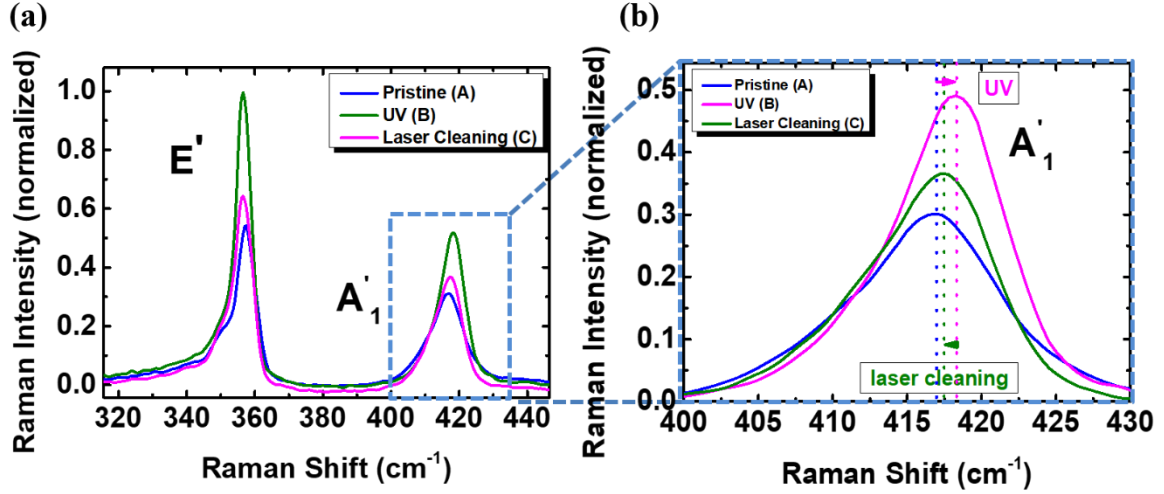 (a)
(b)
Raman Intensity (normalized)
1.0
0.8
0.6
0.4
0.2
0.0
320
340
360
380
400
420
440
Raman Shift (cm⁻¹)
Pristine (A)
UV (B)
Laser Cleaning (C)
E'
A'₁
Raman Intensity (normalized)
0.5
0.4
0.3
0.2
0.1
0.0
400
405
410
415
420
425
430
Raman Shift (cm⁻¹)
Pristine (A)
UV (B)
Laser Cleaning (C)
UV
A'₁
laser cleaning